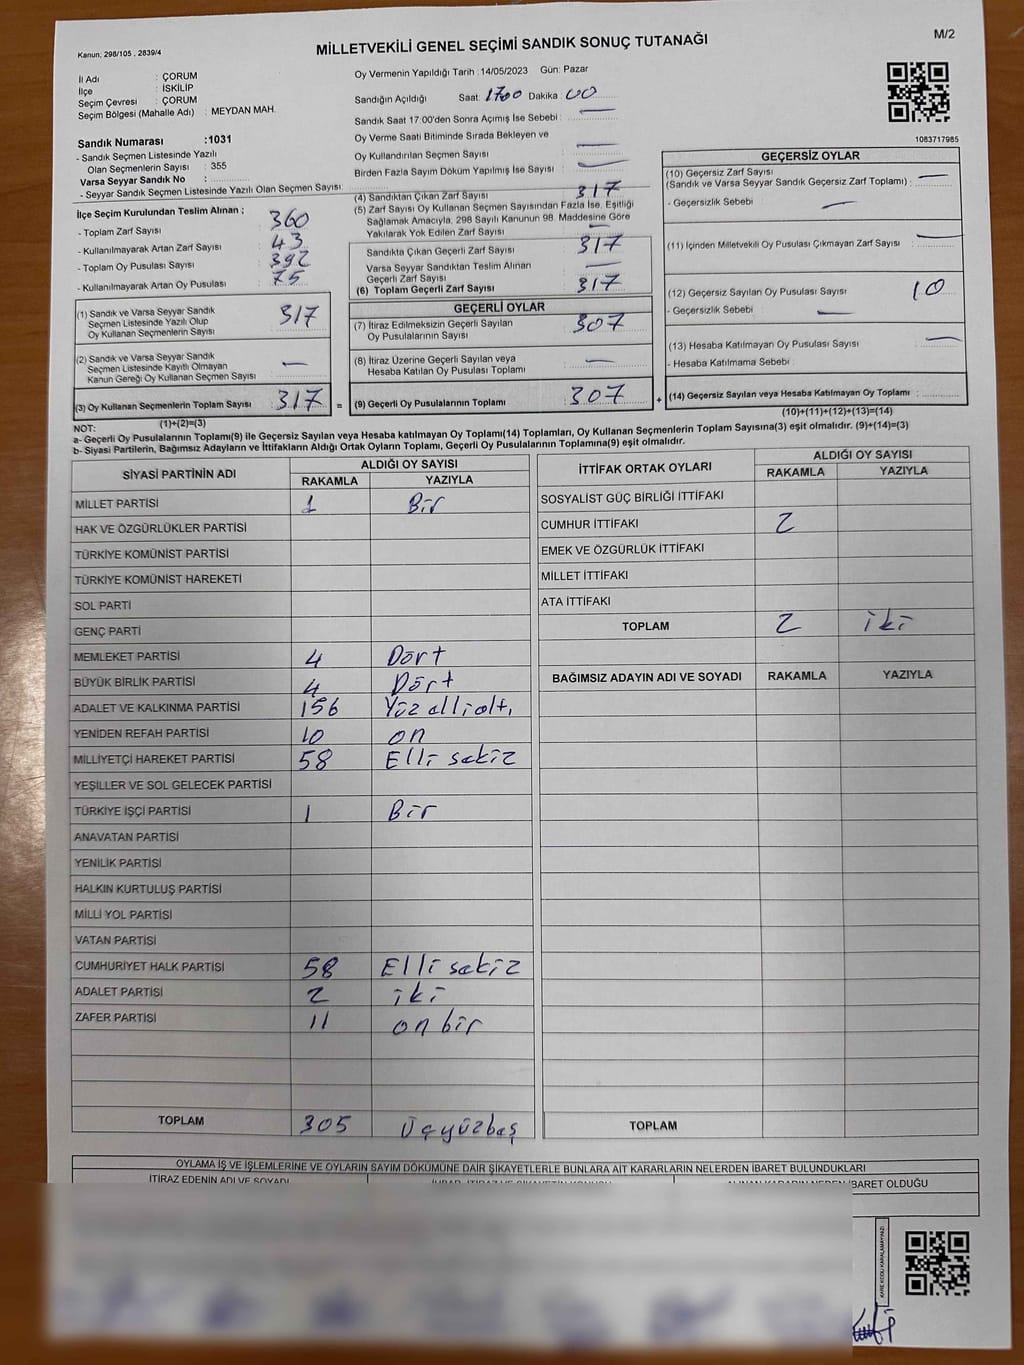 M/2
Kanun; 298/105 , 2839/4
MİLLETVEKİLİ GENEL SEÇİMİ SANDIK SONUÇ TUTANAĞI
İl Adı : ÇORUM
İlçe : İSKİLİP
Seçim Çevresi : ÇORUM
Seçim Bölgesi (Mahalle Adı) : MEYDAN MAH.
Sandık Numarası :1031
- Sandık Seçmen Listesinde Yazılı
Olan Seçmenlerin Sayısı : 355
Varsa Seyyar Sandık No :
- Seyyar Sandık Seçmen Listesinde Yazılı Olan Seçmen Sayısı:
İlçe Seçim Kurulundan Teslim Alınan ;
- Toplam Zarf Sayısı : 360
- Kullanılmayarak Artan Zarf Sayısı : 43
- Toplam Oy Pusulası Sayısı : 392
- Kullanılmayarak Artan Oy Pusulası : 75
(1) Sandık ve Varsa Seyyar Sandık
Seçmen Listesinde Yazılı Olup
Oy Kullanan Seçmenlerin Sayısı : 317
(2) Sandık ve Varsa Seyyar Sandık
Seçmen Listesinde Kayıtlı Olmayan
Kanun Gereği Oy Kullanan Seçmen Sayısı : —
(3) Oy Kullanan Seçmenlerin Toplam Sayısı : 317
(1)+(2)=(3)
Oy Vermenin Yapıldığı Tarih :14/05/2023 Gün: Pazar
Sandığın Açıldığı Saat: 1700 Dakika 00
Sandık Saat 17:00'den Sonra Açımış İse Sebebi : —
Oy Verme Saati Bitiminde Sırada Bekleyen ve
Oy Kullandırılan Seçmen Sayısı : —
Birden Fazla Sayım Döküm Yapılmış İse Sayısı : —
(4) Sandıktan Çıkan Zarf Sayısı : 317
(5) Zarf Sayısı Oy Kullanan Seçmen Sayısından Fazla İse, Eşitliği
Sağlamak Amacıyla, 298 Sayılı Kanunun 98. Maddesine Göre
Yakılarak Yok Edilen Zarf Sayısı :
Sandıkta Çıkan Geçerli Zarf Sayısı : 317
Varsa Seyyar Sandıktan Teslim Alınan
Geçerli Zarf Sayısı : —
(6) Toplam Geçerli Zarf Sayısı : 317
GEÇERLİ OYLAR
(7) İtiraz Edilmeksizin Geçerli Sayılan
Oy Pusulalarının Sayısı : 307
(8) İtiraz Üzerine Geçerli Sayılan veya
Hesaba Katılan Oy Pusulası Toplamı : —
= (9) Geçerli Oy Pusulalarının Toplamı : 307
1083717985
GEÇERSİZ OYLAR
(10) Geçersiz Zarf Sayısı
(Sandık ve Varsa Seyyar Sandık Geçersiz Zarf Toplamı) : —
- Geçersizlik Sebebi : —
(11) İçinden Milletvekili Oy Pusulası Çıkmayan Zarf Sayısı : —
(12) Geçersiz Sayılan Oy Pusulası Sayısı : 10
- Geçersizlik Sebebi : —
(13) Hesaba Katılmayan Oy Pusulası Sayısı : —
- Hesaba Katılmama Sebebi :
+ (14) Geçersiz Sayılan veya Hesaba Katılmayan Oy Toplamı :
(10)+(11)+(12)+(13)=(14)
NOT:
a- Geçerli Oy Pusulalarının Toplamı(9) ile Geçersiz Sayılan veya Hesaba katılmayan Oy Toplamı(14) Toplamları, Oy Kullanan Seçmenlerin Toplam Sayısına(3) eşit olmalıdır. (9)+(14)=(3)
b- Siyasi Partilerin, Bağımsız Adayların ve İttifakların Aldığı Ortak Oyların Toplamı, Geçerli Oy Pusulalarının Toplamına(9) eşit olmalıdır.
SİYASİ PARTİNİN ADI ALDIĞI OY SAYISI
RAKAMLA YAZIYLA
MİLLET PARTİSİ 1 Bir
HAK VE ÖZGÜRLÜKLER PARTİSİ
TÜRKİYE KOMÜNİST PARTİSİ
TÜRKİYE KOMÜNİST HAREKETİ
SOL PARTİ
GENÇ PARTİ
MEMLEKET PARTİSİ 4 Dört
BÜYÜK BİRLİK PARTİSİ 4 Dört
ADALET VE KALKINMA PARTİSİ 156 Yüz elli altı
YENİDEN REFAH PARTİSİ 10 on
MİLLİYETÇİ HAREKET PARTİSİ 58 Elli sekiz
YEŞİLLER VE SOL GELECEK PARTİSİ
TÜRKİYE İŞÇİ PARTİSİ 1 Bir
ANAVATAN PARTİSİ
YENİLİK PARTİSİ
HALKIN KURTULUŞ PARTİSİ
MİLLİ YOL PARTİSİ
VATAN PARTİSİ
CUMHURİYET HALK PARTİSİ 58 Elli sekiz
ADALET PARTİSİ 2 iki
ZAFER PARTİSİ 11 on bir
TOPLAM 305 üçyüzbeş
İTTİFAK ORTAK OYLARI ALDIĞI OY SAYISI
RAKAMLA YAZIYLA
SOSYALİST GÜÇ BİRLİĞİ İTTİFAKI
CUMHUR İTTİFAKI 2
EMEK VE ÖZGÜRLÜK İTTİFAKI
MİLLET İTTİFAKI
ATA İTTİFAKI
TOPLAM 2 iki
BAĞIMSIZ ADAYIN ADI VE SOYADI RAKAMLA YAZIYLA
TOPLAM
OYLAMA İŞ VE İŞLEMLERİNE VE OYLARIN SAYIM DÖKÜMÜNE DAİR ŞİKAYETLERLE BUNLARA AİT KARARLARIN NELERDEN İBARET BULUNDUKLARI
İTİRAZ EDENİN ADI VE SOYADI
İBARET OLDUĞU